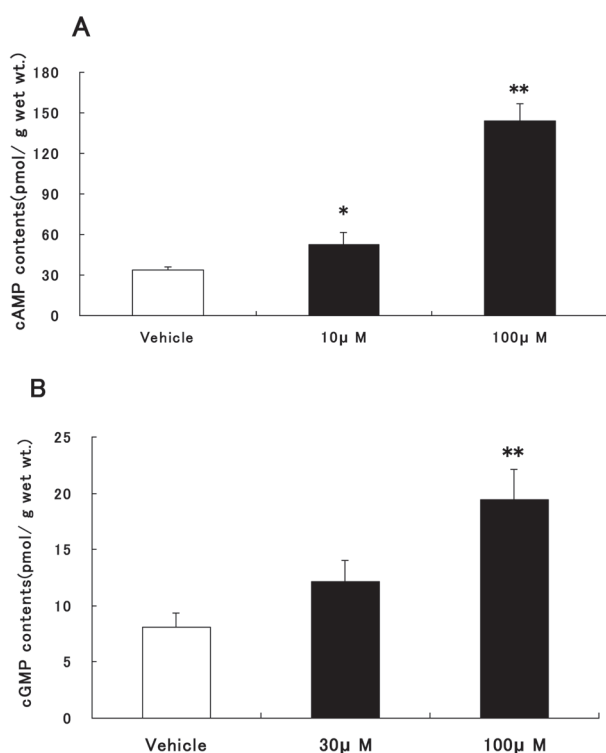 A
cAMP contents(pmol/ g wet wt.)
180
150
120
90
60
30
0
*
**
Vehicle 10μ M 100μ M
B
cGMP contents(pmol/ g wet wt.)
25
20
15
10
5
0
**
Vehicle 30μ M 100μ M